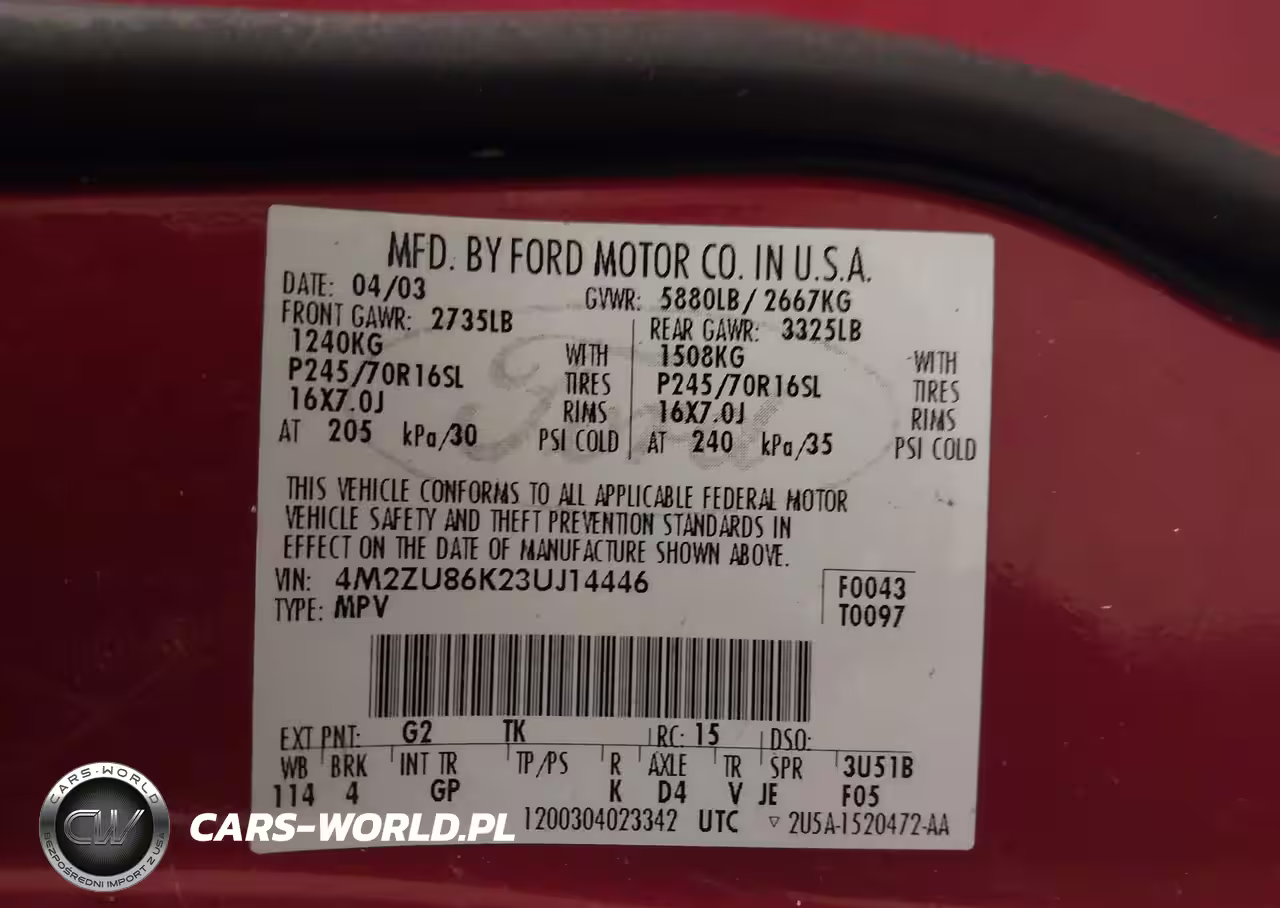 MFD. BY FORD MOTOR CO. IN U.S.A.
DATE: 04/03 GVWR: 5880LB/ 2667KG
FRONT GAWR: 2735LB REAR GAWR: 3325LB
1240KG WITH 1508KG WITH
P245/70R16SL TIRES P245/70R16SL TIRES
16X7.0J RIMS 16X7.0J RIMS
AT 205 kPa/30 PSI COLD AT 240 kPa/35 PSI COLD
Ford
THIS VEHICLE CONFORMS TO ALL APPLICABLE FEDERAL MOTOR
VEHICLE SAFETY AND THEFT PREVENTION STANDARDS IN
EFFECT ON THE DATE OF MANUFACTURE SHOWN ABOVE.
VIN: 4M2ZU86K23UJ14446 F0043
TYPE: MPV T0097
EXT PNT: G2 TK RC: 15 DSO:
WB BRK INT TR TP/PS R AXLE TR SPR 3U51B
114 4 GP K D4 V JE F05
1200304023342 UTC ▽ 2U5A-1520472-AA
CARS-WORLD
CW
BEZPOŚREDNI IMPORT Z USA
CARS-WORLD.PL